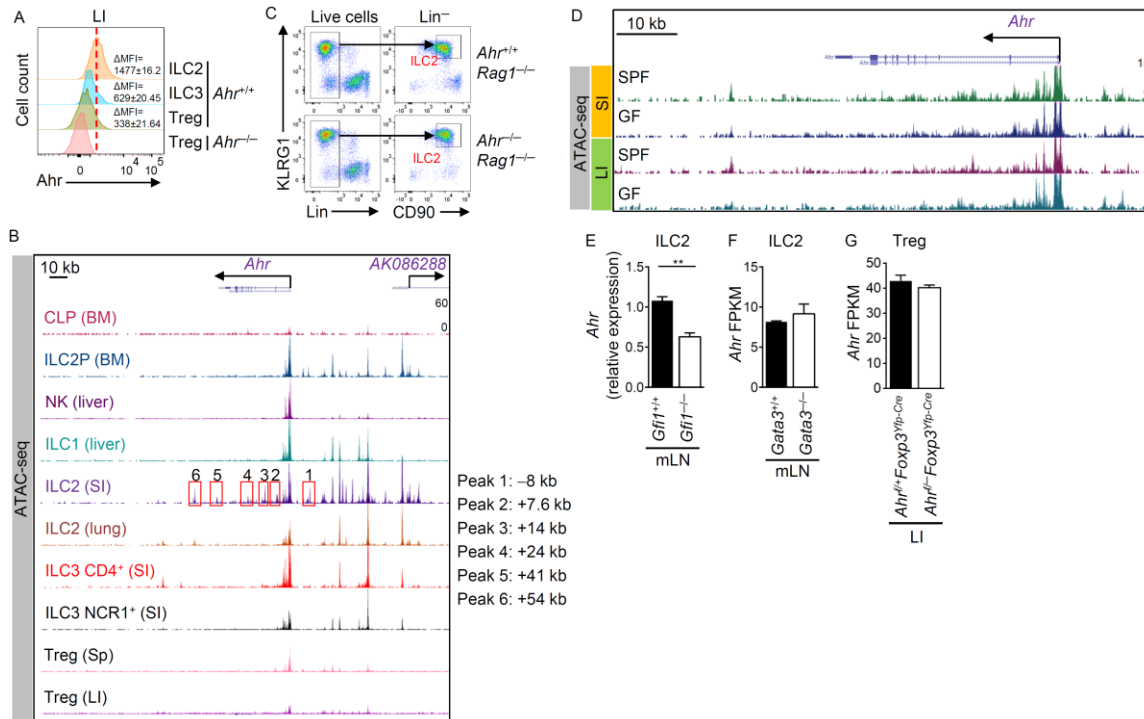 A
LI
ΔMFI=
1477±16.2
ΔMFI=
629±20.45
ΔMFI=
338±21.64
ILC2
ILC3
Treg
Ahr+/+
Treg
Ahr−/−
Cell count
0
10 4
10 5
Ahr
B
10 kb
Ahr
AK086288
60
0
ATAC-seq
CLP (BM)
ILC2P (BM)
NK (liver)
ILC1 (liver)
ILC2 (SI)
6 5 4 3 2 1
ILC2 (lung)
ILC3 CD4+ (SI)
ILC3 NCR1+ (SI)
Treg (Sp)
Treg (LI)
Peak 1: −8 kb
Peak 2: +7.6 kb
Peak 3: +14 kb
Peak 4: +24 kb
Peak 5: +41 kb
Peak 6: +54 kb
C
Live cells
Lin−
ILC2
Ahr+/+
Rag1−/−
ILC2
Ahr−/−
Rag1−/−
KLRG1
Lin
CD90
D
10 kb
Ahr
Ahr
ATAC-seq
SI
LI
SPF
GF
SPF
GF
E
ILC2
**
Ahr
(relative expression)
1.5
1.0
0.5
0.0
Gfi1+/+
Gfi1−/−
mLN
F
ILC2
Ahr FPKM
15
10
5
0
Gata3+/+
Gata3−/−
mLN
G
Treg
Ahr FPKM
50
40
30
20
10
0
Ahrf/+Foxp3Yfp-Cre
Ahrf/−Foxp3Yfp-Cre
LI